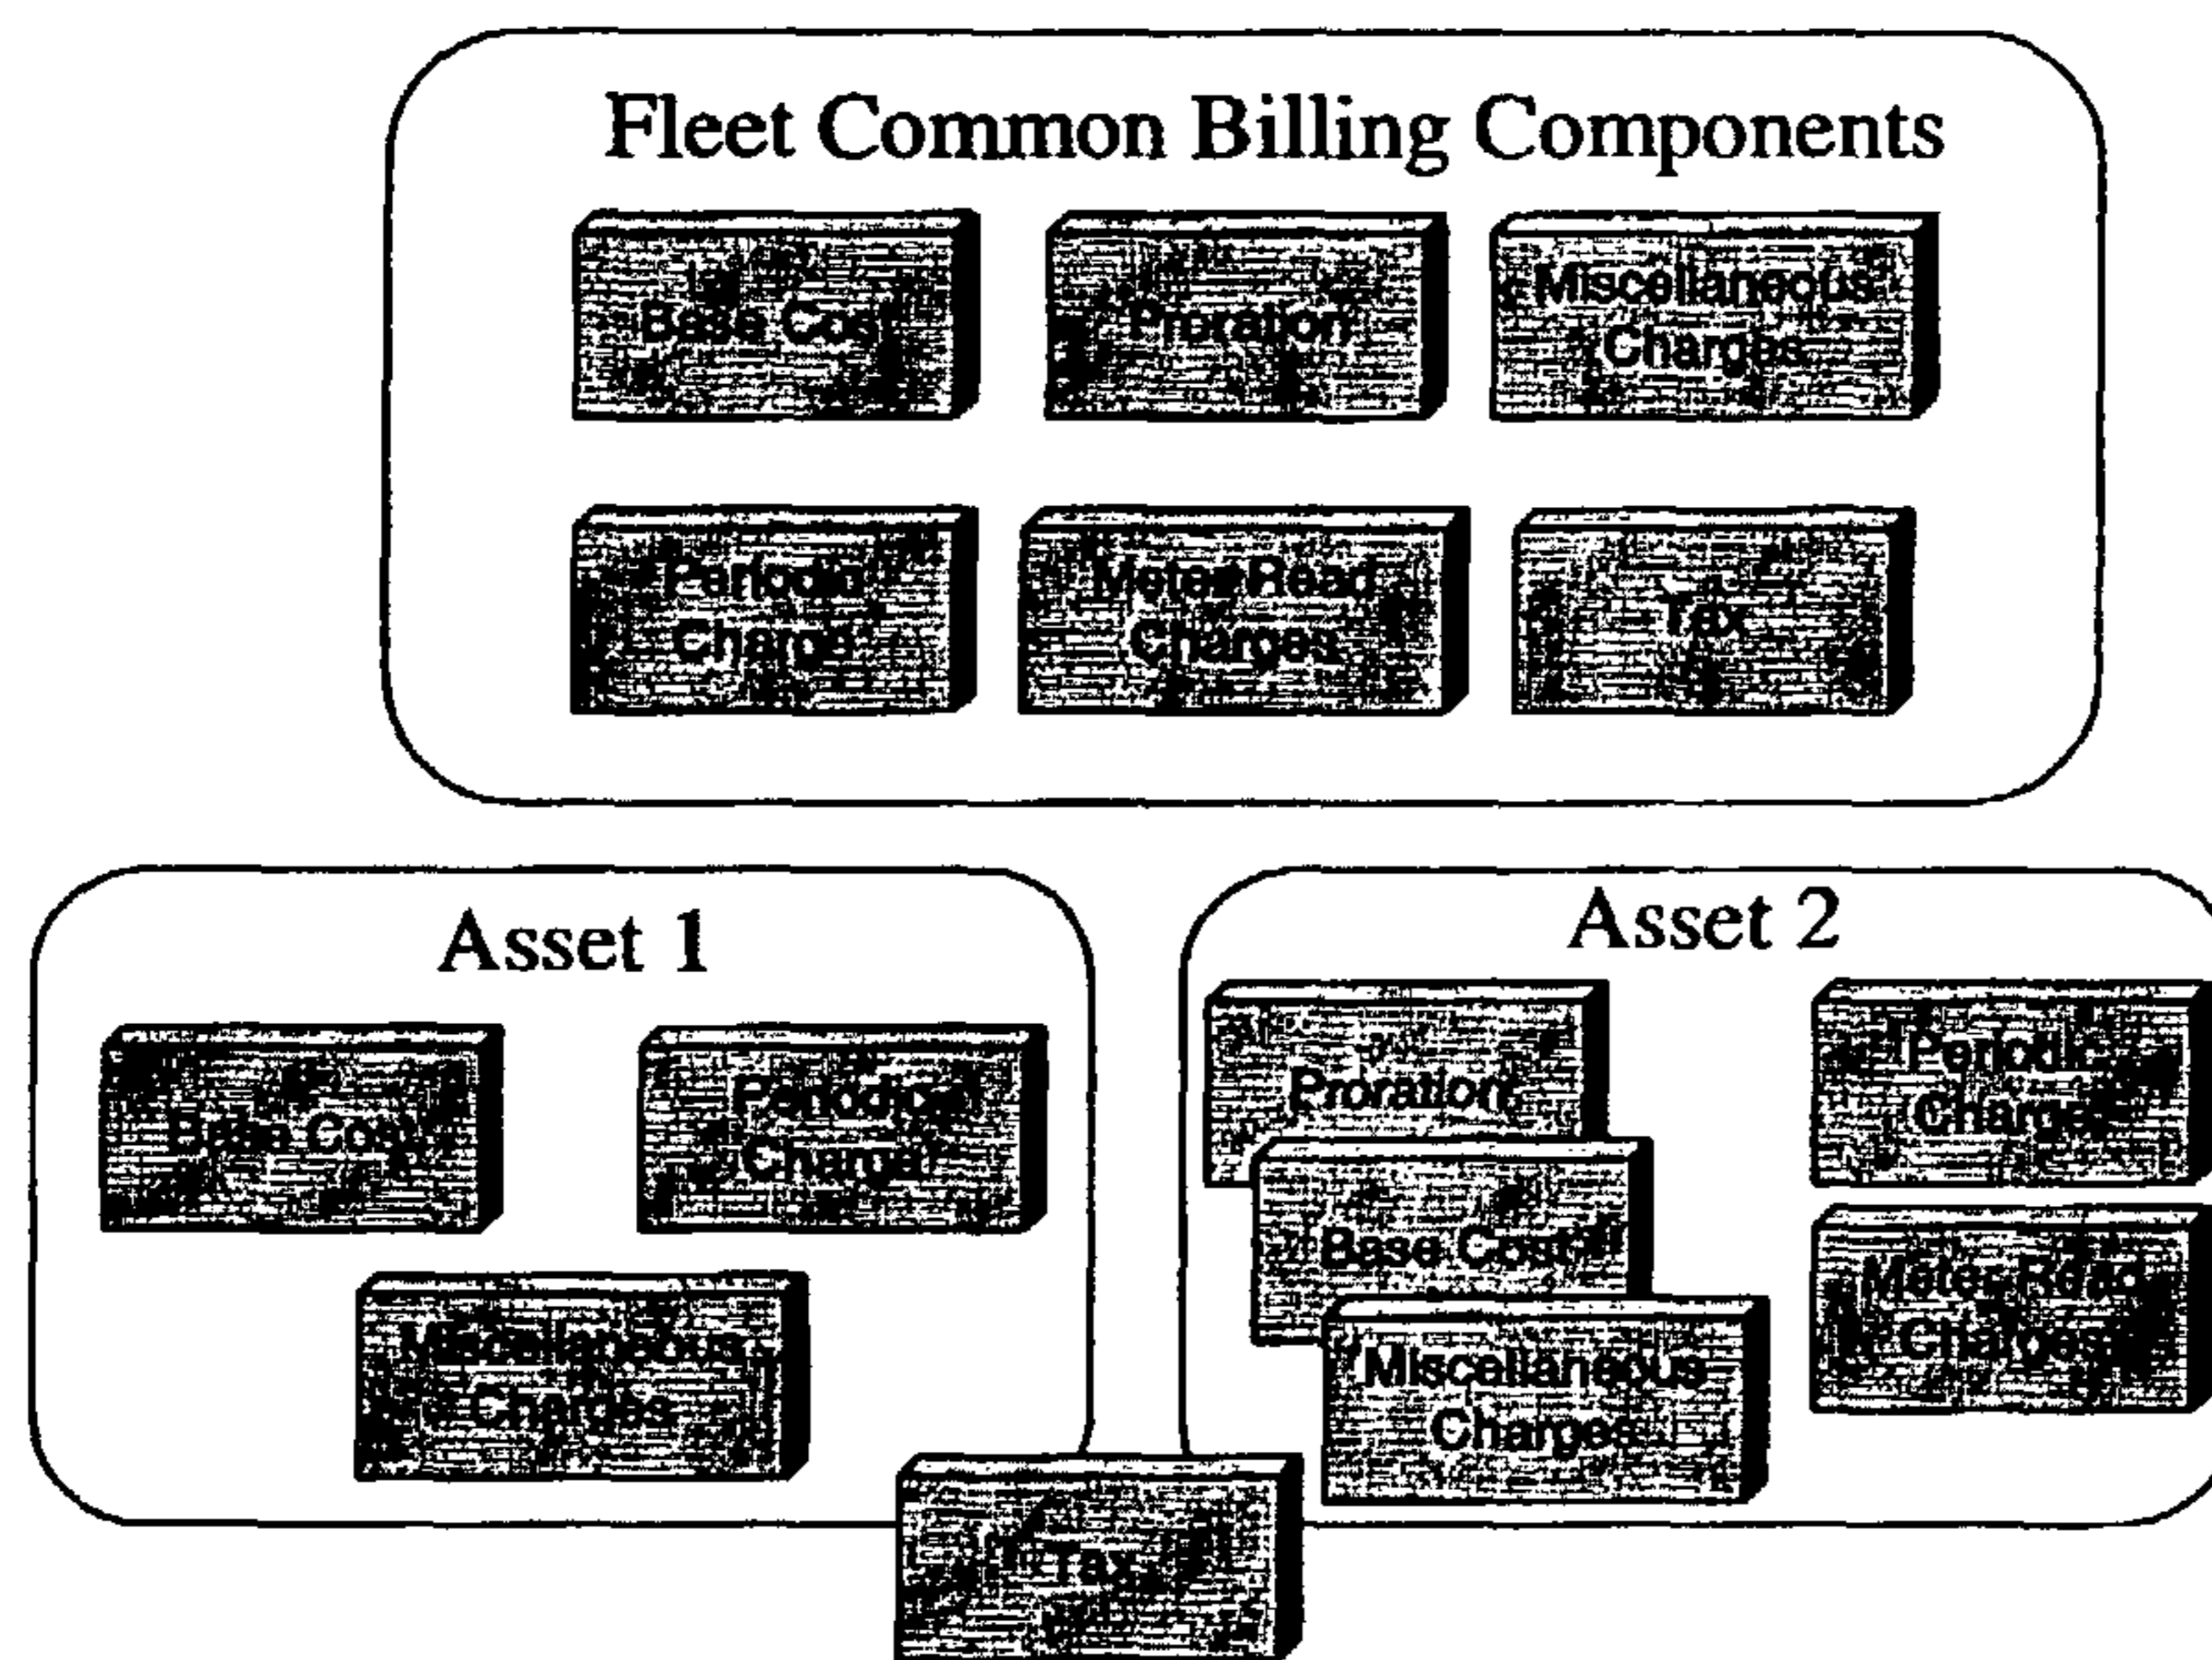 Fleet Common Billing Components
Base Cost
Proration
Miscellaneous
Charges
Periodic
Charge
Meter Read
Charges
Tax
Asset 1
Base Cost
Periodic
Charge
Miscellaneous
Charges
Asset 2
Proration
Base Cost
Miscellaneous
Charges
Periodic
Charge
Meter Read
Charges
Tax